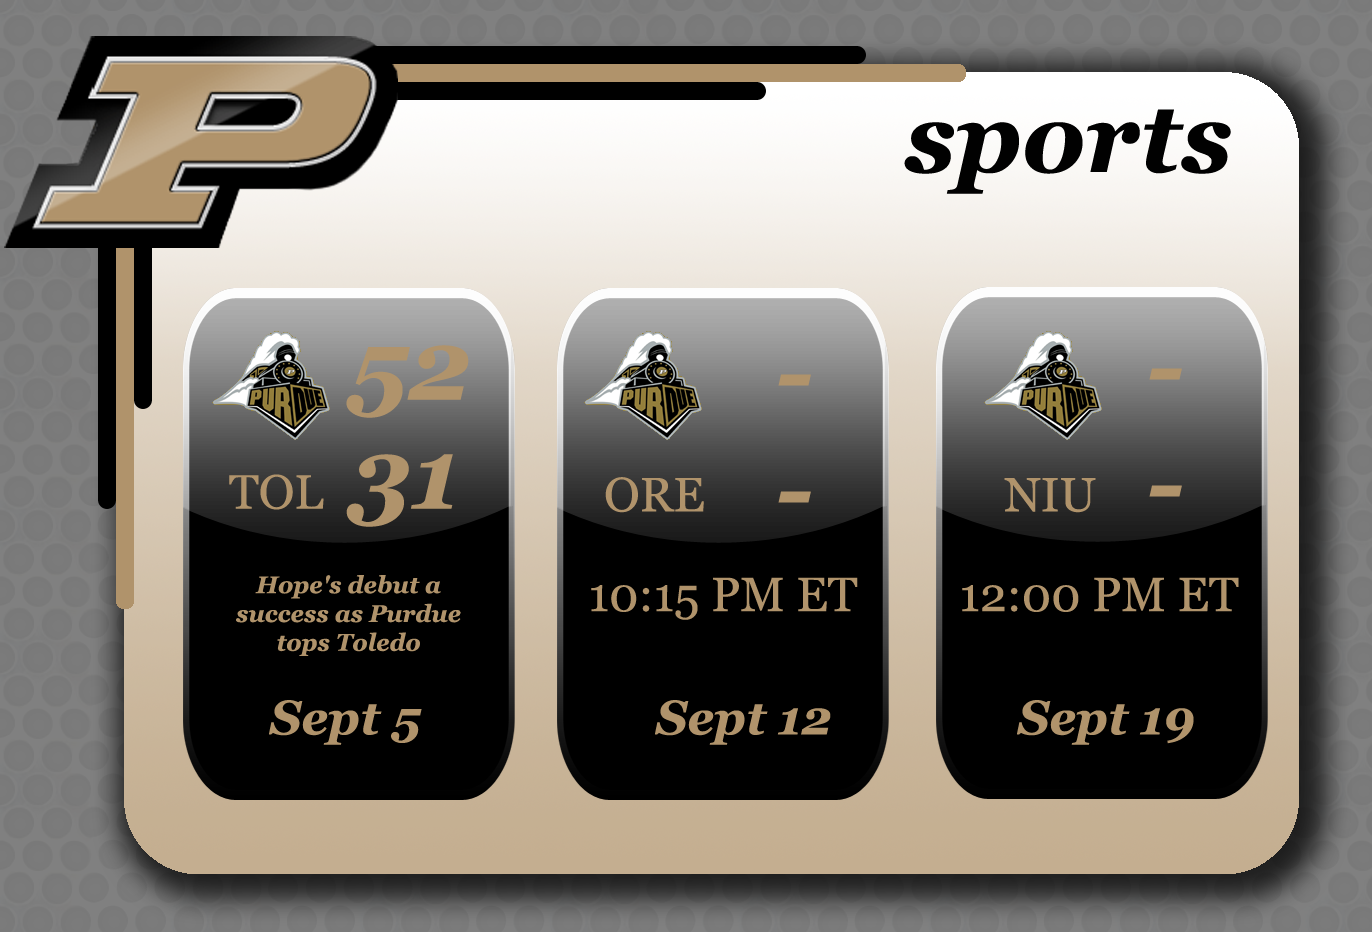 P
sports
PURDUE
52
TOL
31
Hope's debut a
success as Purdue
tops Toledo
Sept 5
PURDUE
-
ORE
-
10:15 PM ET
Sept 12
PURDUE
-
NIU
-
12:00 PM ET
Sept 19